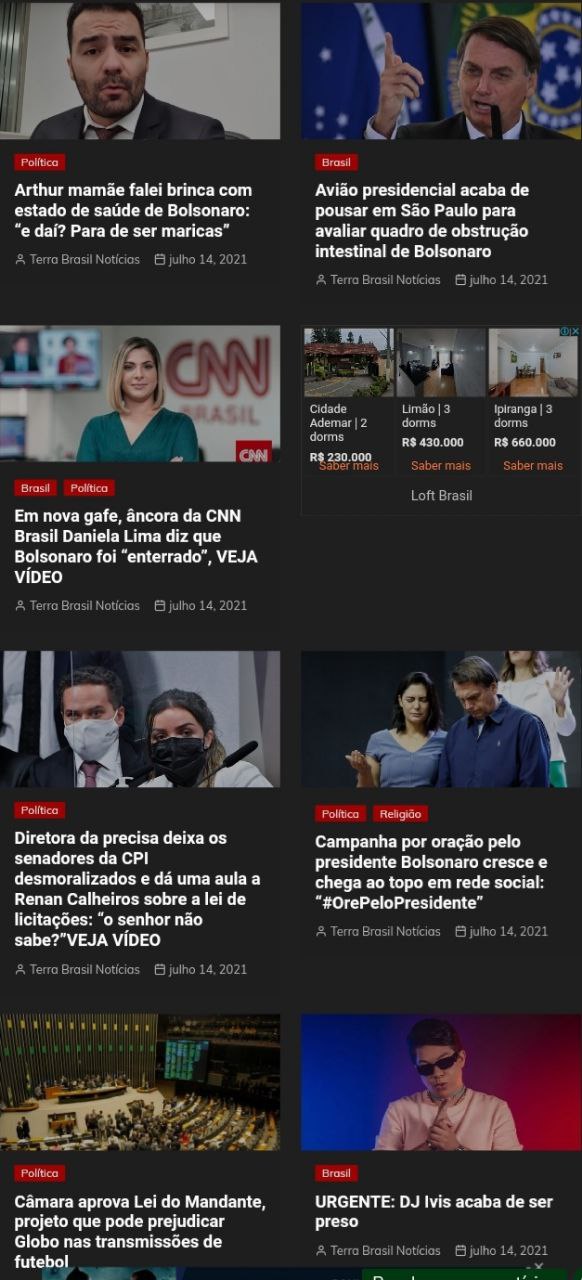 Política
Arthur mamãe falei brinca com
estado de saúde de Bolsonaro:
“e daí? Para de ser maricas”
Terra Brasil Notícias julho 14, 2021
Brasil
Avião presidencial acaba de
pousar em São Paulo para
avaliar quadro de obstrução
intestinal de Bolsonaro
Terra Brasil Notícias julho 14, 2021
CNN
BRASIL
CNN
Brasil Política
Em nova gafe, âncora da CNN
Brasil Daniela Lima diz que
Bolsonaro foi “enterrado”, VEJA
VÍDEO
Terra Brasil Notícias julho 14, 2021
Cidade
Ademar | 2
dorms
R$ 230.000
Saber mais
Limão | 3
dorms
R$ 430.000
Saber mais
Ipiranga | 3
dorms
R$ 660.000
Saber mais
Loft Brasil
Política
Diretora da precisa deixa os
senadores da CPI
desmoralizados e dá uma aula a
Renan Calheiros sobre a lei de
licitações: “o senhor não
sabe?”VEJA VÍDEO
Terra Brasil Notícias julho 14, 2021
Política Religião
Campanha por oração pelo
presidente Bolsonaro cresce e
chega ao topo em rede social:
“#OrePeloPresidente”
Terra Brasil Notícias julho 14, 2021
Política
Câmara aprova Lei do Mandante,
projeto que pode prejudicar
Globo nas transmissões de
futebol
Brasil
URGENTE: DJ Ivis acaba de ser
preso
Terra Brasil Notícias julho 14, 2021